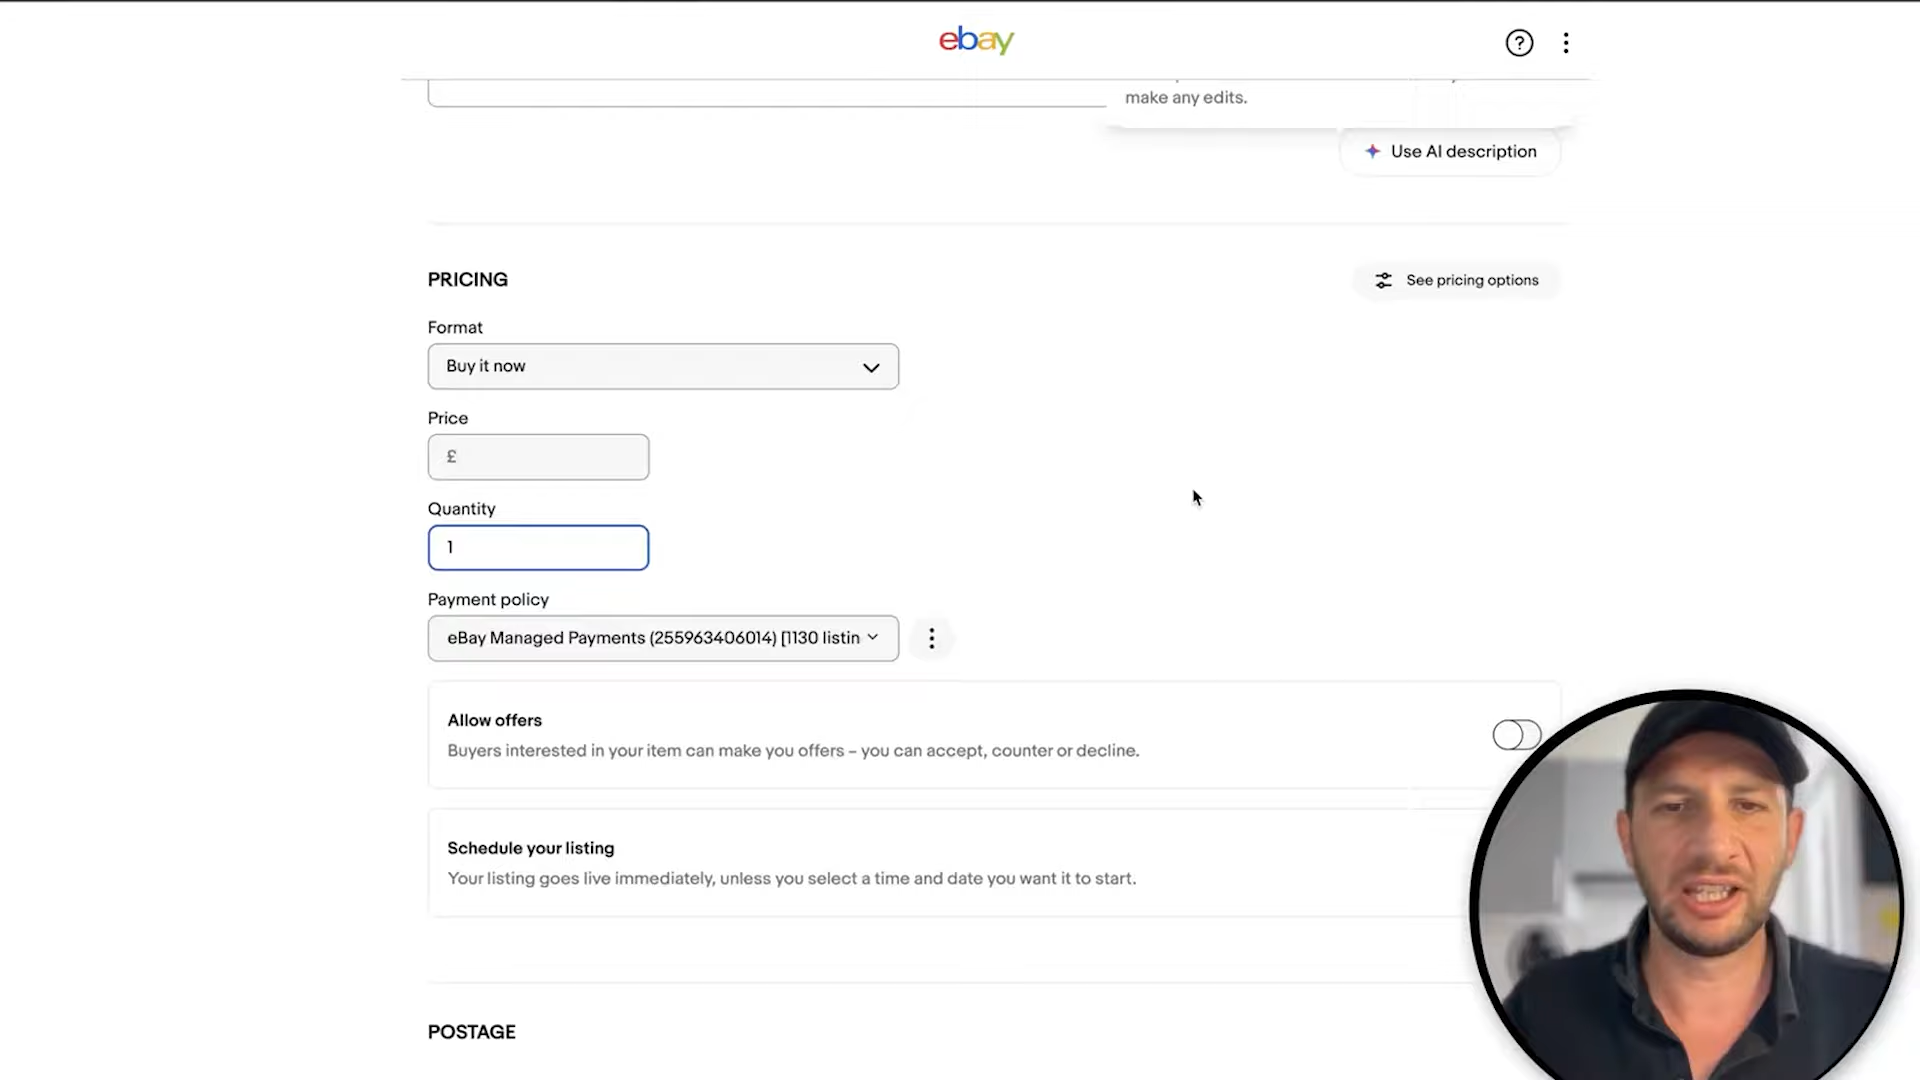 ebay
make any edits.
Use AI description
PRICING
See pricing options
Format
Buy it now
Price
£
Quantity
1
Payment policy
eBay Managed Payments (255963406014) [1130 listin
Allow offers
Buyers interested in your item can make you offers – you can accept, counter or decline.
Schedule your listing
Your listing goes live immediately, unless you select a time and date you want it to start.
POSTAGE